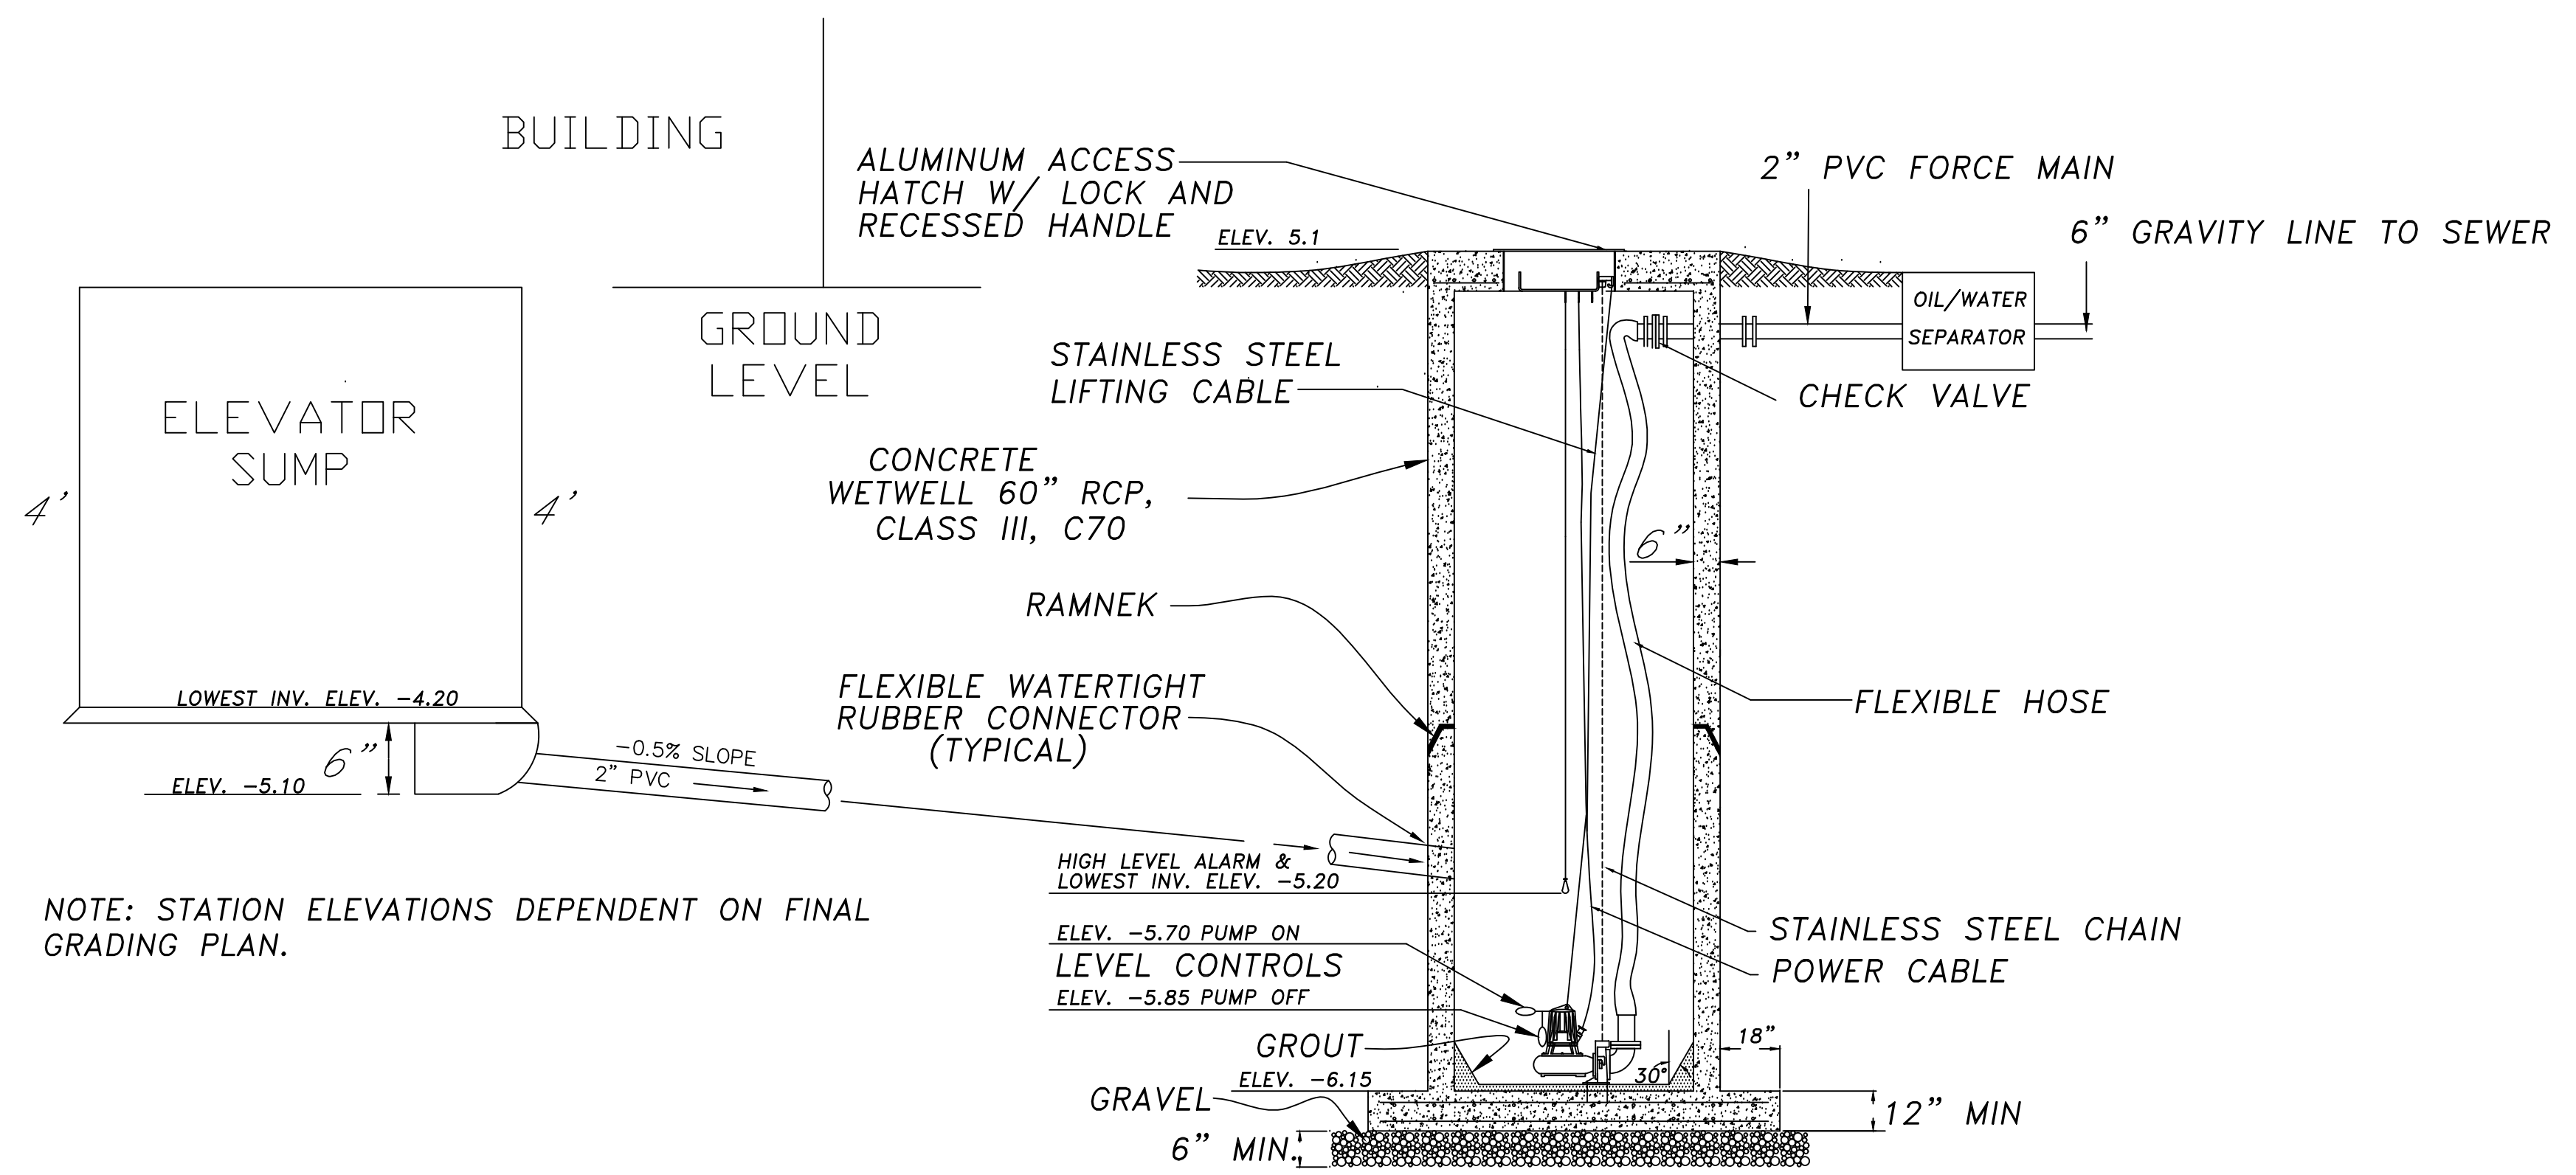 BUILDING
ALUMINUM ACCESS
HATCH W/ LOCK AND
RECESSED HANDLE
ELEV. 5.1
2" PVC FORCE MAIN
6" GRAVITY LINE TO SEWER
GROUND
LEVEL
OIL/WATER
SEPARATOR
ELEVATOR
SUMP
4'
4'
STAINLESS STEEL
LIFTING CABLE
CHECK VALVE
CONCRETE
WETWELL 60" RCP,
CLASS III, C70
6"
RAMNEK
LOWEST INV. ELEV. -4.20
FLEXIBLE WATERTIGHT
RUBBER CONNECTOR
(TYPICAL)
FLEXIBLE HOSE
6"
ELEV. -5.10
-0.5% SLOPE
2" PVC
HIGH LEVEL ALARM &
LOWEST INV. ELEV. -5.20
NOTE: STATION ELEVATIONS DEPENDENT ON FINAL
GRADING PLAN.
ELEV. -5.70 PUMP ON
LEVEL CONTROLS
ELEV. -5.85 PUMP OFF
STAINLESS STEEL CHAIN
POWER CABLE
GROUT
18"
30°
ELEV. -6.15
GRAVEL
12" MIN
6" MIN.